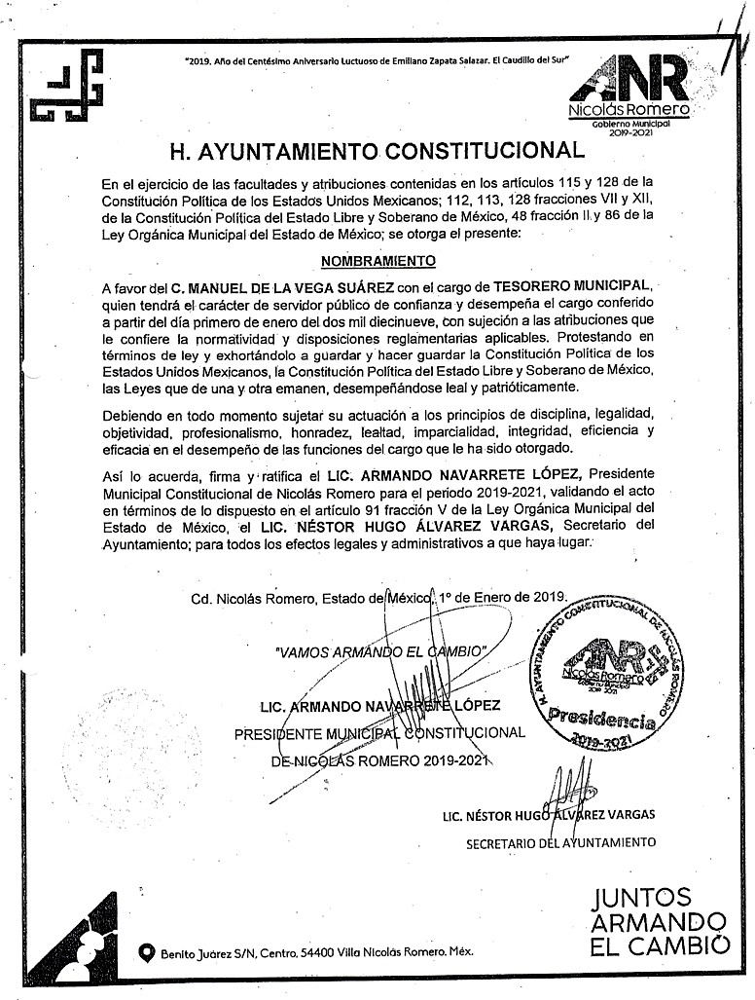 "2019. Año del Centésimo Aniversario Luctuoso de Emiliano Zapata Salazar. El Caudillo del Sur"
ANR
Nicolás Romero
Gobierno Municipal
2019-2021
H. AYUNTAMIENTO CONSTITUCIONAL
En el ejercicio de las facultades y atribuciones contenidas en los artículos 115 y 128 de la
Constitución Política de los Estados Unidos Mexicanos; 112, 113, 128 fracciones VII y XII,
de la Constitución Política del Estado Libre y Soberano de México, 48 fracción II y 86 de la
Ley Orgánica Municipal del Estado de México; se otorga el presente:
NOMBRAMIENTO
A favor del C. MANUEL DE LA VEGA SUÁREZ con el cargo de TESORERO MUNICIPAL,
quien tendrá el carácter de servidor público de confianza y desempeña el cargo conferido
a partir del día primero de enero del dos mil diecinueve, con sujeción a las atribuciones que
le confiere la normatividad y disposiciones reglamentarias aplicables. Protestando en
términos de ley y exhortándolo a guardar y hacer guardar la Constitución Política de los
Estados Unidos Mexicanos, la Constitución Política del Estado Libre y Soberano de México,
las Leyes que de una y otra emanen, desempeñándose leal y patrióticamente.
Debiendo en todo momento sujetar su actuación a los principios de disciplina, legalidad,
objetividad, profesionalismo, honradez, lealtad, imparcialidad, integridad, eficiencia y
eficacia en el desempeño de las funciones del cargo que le ha sido otorgado.
Así lo acuerda, firma y ratifica el LIC. ARMANDO NAVARRETE LÓPEZ, Presidente
Municipal Constitucional de Nicolás Romero para el periodo 2019-2021, validando el acto
en términos de lo dispuesto en el artículo 91 fracción V de la Ley Orgánica Municipal del
Estado de México, el LIC. NÉSTOR HUGO ÁLVAREZ VARGAS, Secretario del
Ayuntamiento; para todos los efectos legales y administrativos a que haya lugar.
Cd. Nicolás Romero, Estado de México, 1º de Enero de 2019.
"VAMOS ARMANDO EL CAMBIO"
H. AYUNTAMIENTO CONSTITUCIONAL DE NICOLÁS ROMERO
ANR
Nicolás Romero
Gobierno Municipal
2019 2021
Presidencia
2019-2021
LIC. ARMANDO NAVARRETE LÓPEZ
PRESIDENTE MUNICIPAL CONSTITUCIONAL
DE NICOLÁS ROMERO 2019-2021
LIC. NÉSTOR HUGO ÁLVAREZ VARGAS
SECRETARIO DEL AYUNTAMIENTO
JUNTOS
ARMANDO
EL CAMBIO
Benito Juárez S/N, Centro, 54400 Villa Nicolás Romero. Méx.